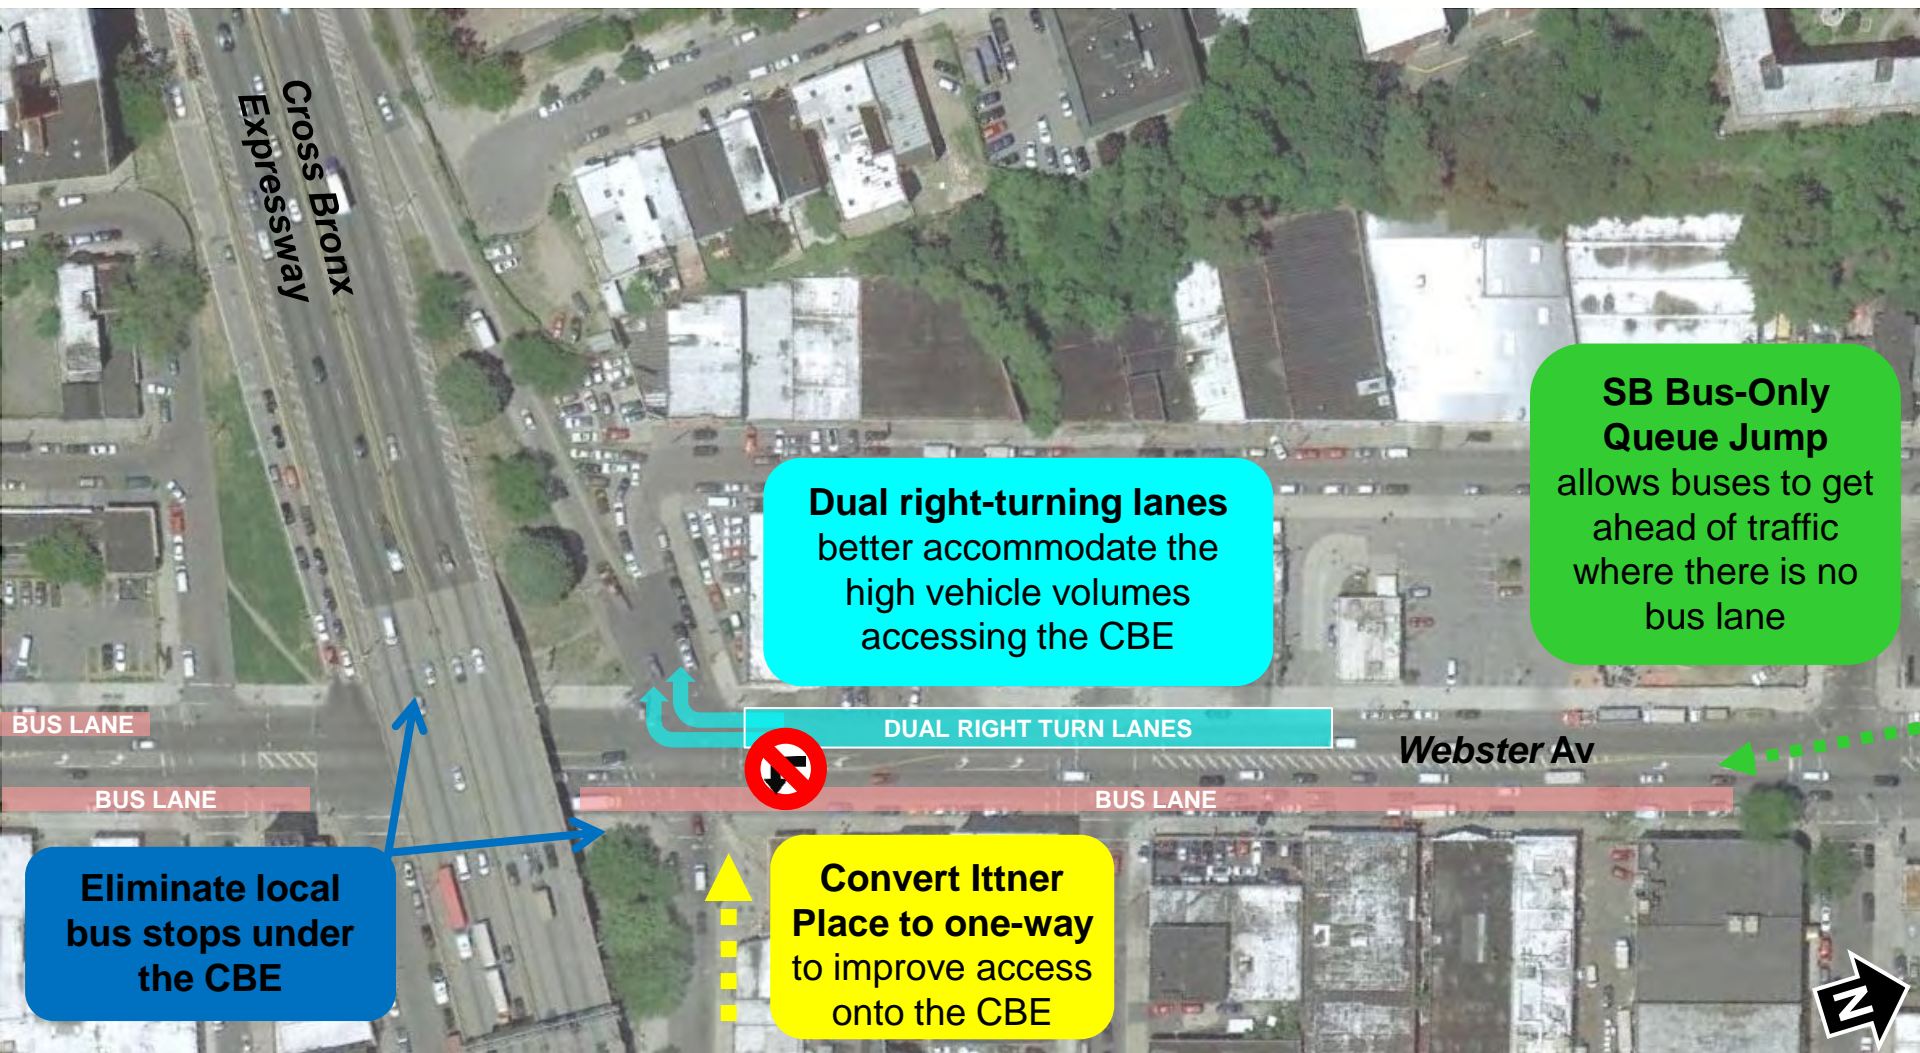 Cross Bronx
Expressway
SB Bus-Only
Queue Jump
allows buses to get
ahead of traffic
where there is no
bus lane
Dual right-turning lanes
better accommodate the
high vehicle volumes
accessing the CBE
BUS LANE
DUAL RIGHT TURN LANES
Webster Av
BUS LANE
BUS LANE
Eliminate local
bus stops under
the CBE
Convert Ittner
Place to one-way
to improve access
onto the CBE
N